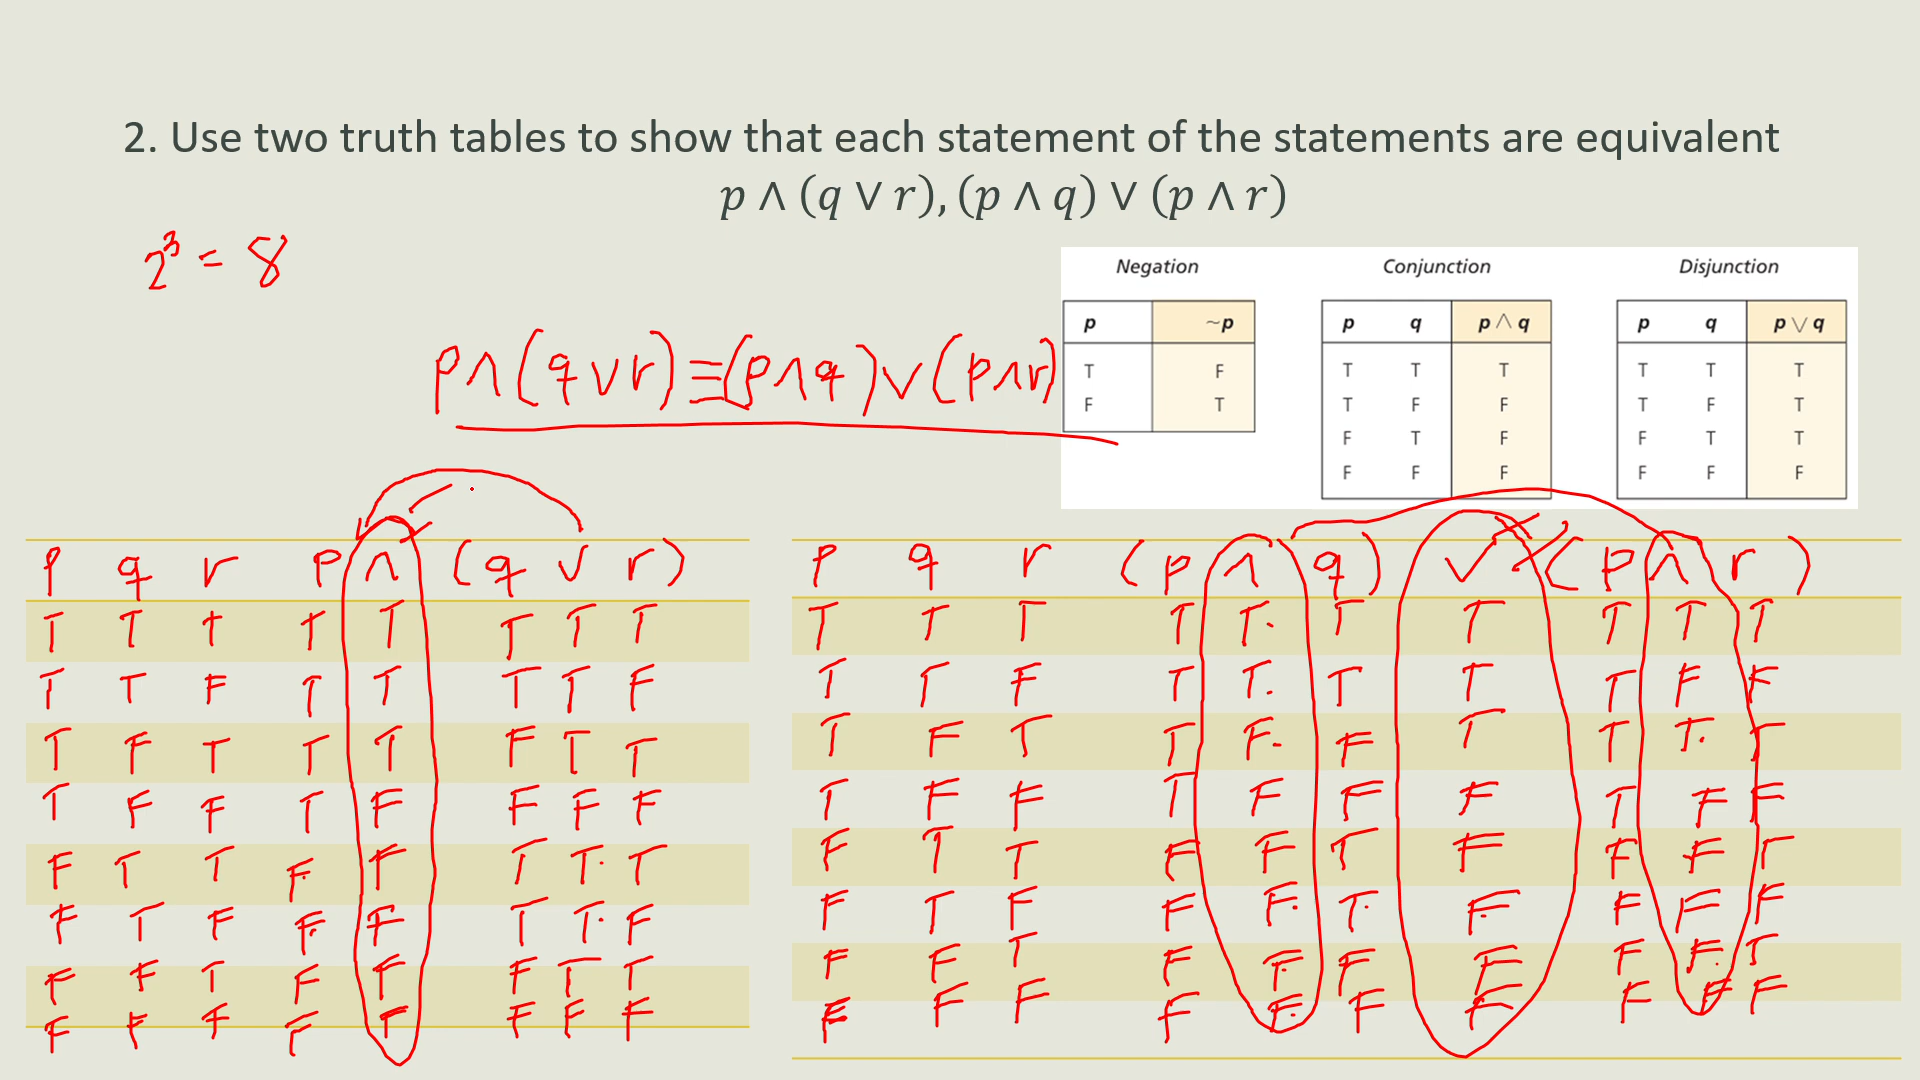 2. Use two truth tables to show that each statement of the statements are equivalent
𝑝 ∧ (𝑞 ∨ 𝑟), (𝑝 ∧ 𝑞) ∨ (𝑝 ∧ 𝑟)
2³ = 8
p∧(q∨r)≡(p∧q)∨(p∧r)
Negation
p ~p
T F
F T
Conjunction
p q p∧q
T T T
T F F
F T F
F F F
Disjunction
p q p∨q
T T T
T F T
F T T
F F F
p q r p ∧ (q ∨ r)
T T T T T T T T
T T F T T T T F
T F T T T F T T
T F F T F F F F
F T T F F T T T
F T F F F T T F
F F T F F F T T
F F F F F F F F
p q r (p ∧ q) ∨ (p ∧ r)
T T T T T T T T T T
T T F T T T T T F F
T F T T F F T T T T
T F F T F F F T F F
F T T F F T F F F T
F T F F F T F F F F
F F T F F F F F F T
F F F F F F F F F F